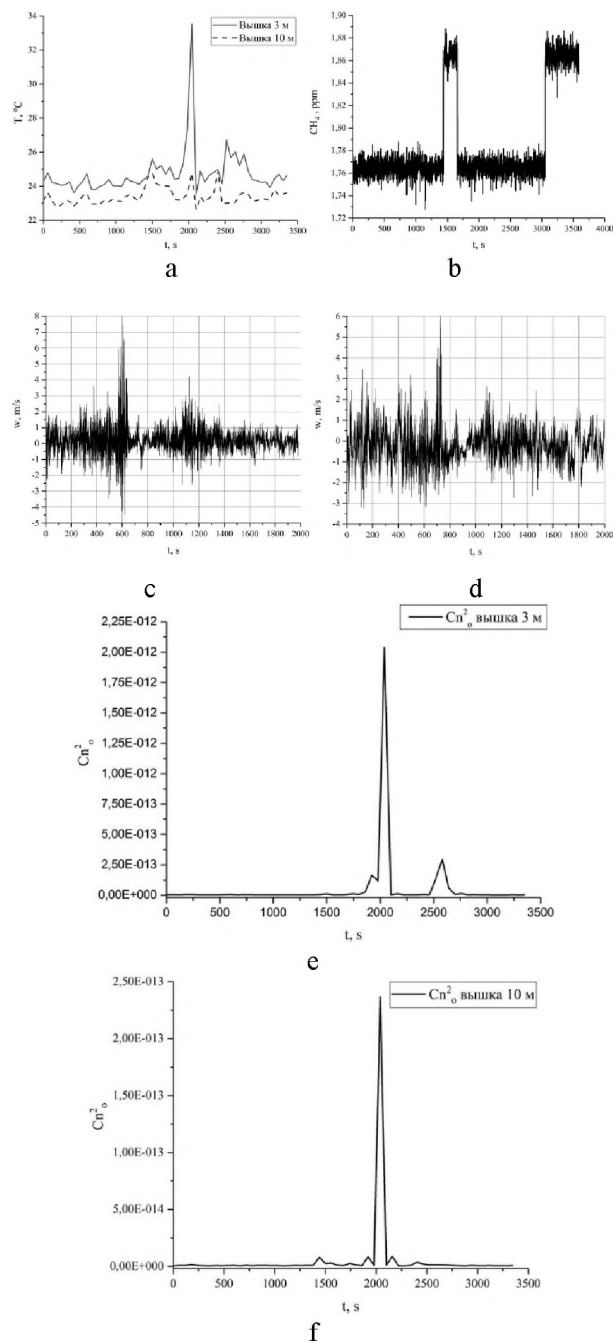 34
32
30
28
26
24
22
T, °C
Вышка 3 м
Вышка 10 м
0 500 1000 1500 2000 2500 3000 3500
t, s
a
1,90
1,88
1,86
1,84
1,82
1,80
1,78
1,76
1,74
1,72
CH4, ppm
0 500 1000 1500 2000 2500 3000 3500 4000
t, s
b
8
7
6
5
4
3
2
1
0
-1
-2
-3
-4
-5
w, m/s
0 200 400 600 800 1000 1200 1400 1600 1800 2000
t, s
c
6
5
4
3
2
1
0
-1
-2
-3
-4
w, m/s
0 200 400 600 800 1000 1200 1400 1600 1800 2000
t, s
d
2,25E-012
2,00E-012
1,75E-012
1,50E-012
1,25E-012
1,00E-012
7,50E-013
5,00E-013
2,50E-013
0,00E+000
Cn²o
Cn²o вышка 3 м
0 500 1000 1500 2000 2500 3000 3500
t, s
e
2,50E-013
2,00E-013
1,50E-013
1,00E-013
5,00E-014
0,00E+000
Cn²o
Cn²o вышка 10 м
0 500 1000 1500 2000 2500 3000 3500
t, s
f